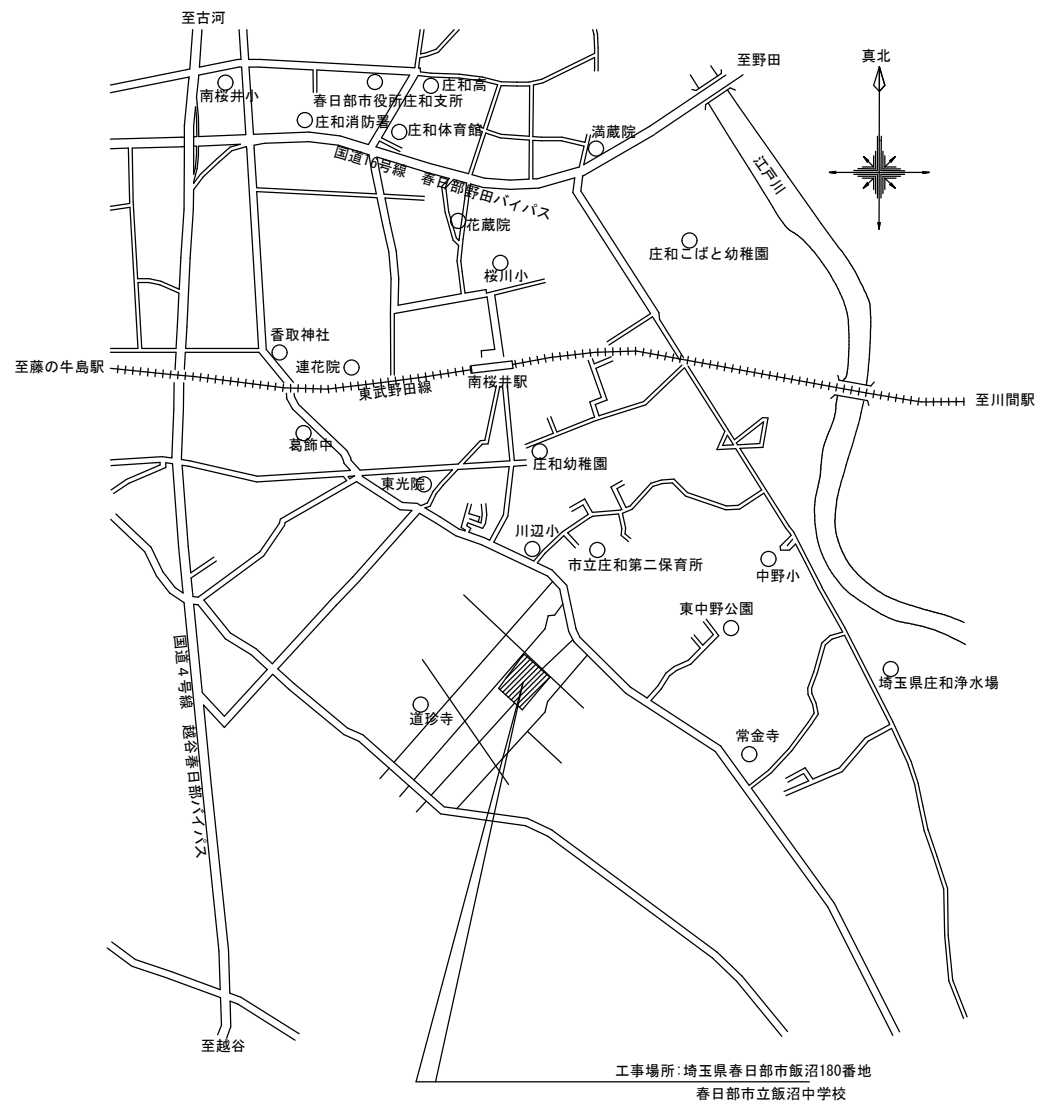 至古河
至野田
真北
南桜井小
春日部市役所庄和支所
庄和高
庄和消防署
庄和体育館
満蔵院
国道16号線　春日部野田バイパス
江戸川
花蔵院
庄和こばと幼稚園
桜川小
香取神社
連花院
至藤の牛島駅
東武野田線
南桜井駅
至川間駅
葛飾中
庄和幼稚園
東光院
川辺小
市立庄和第二保育所
中野小
東中野公園
埼玉県庄和浄水場
国道4号線　越谷春日部バイパス
道珍寺
常金寺
至越谷
工事場所:埼玉県春日部市飯沼180番地
春日部市立飯沼中学校